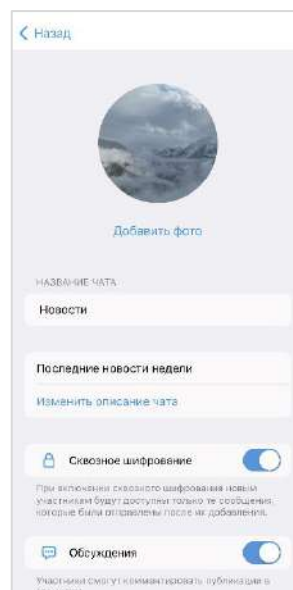 Назад
Добавить фото
НАЗВАНИЕ ЧАТА
Новости
Последние новости недели
Изменить описание чата
Сквозное шифрование
При включении сквозного шифрования новым
участникам будут доступны только те сообщения,
которые были отправлены после их добавления.
Обсуждения
Участники смогут комментировать публикации в